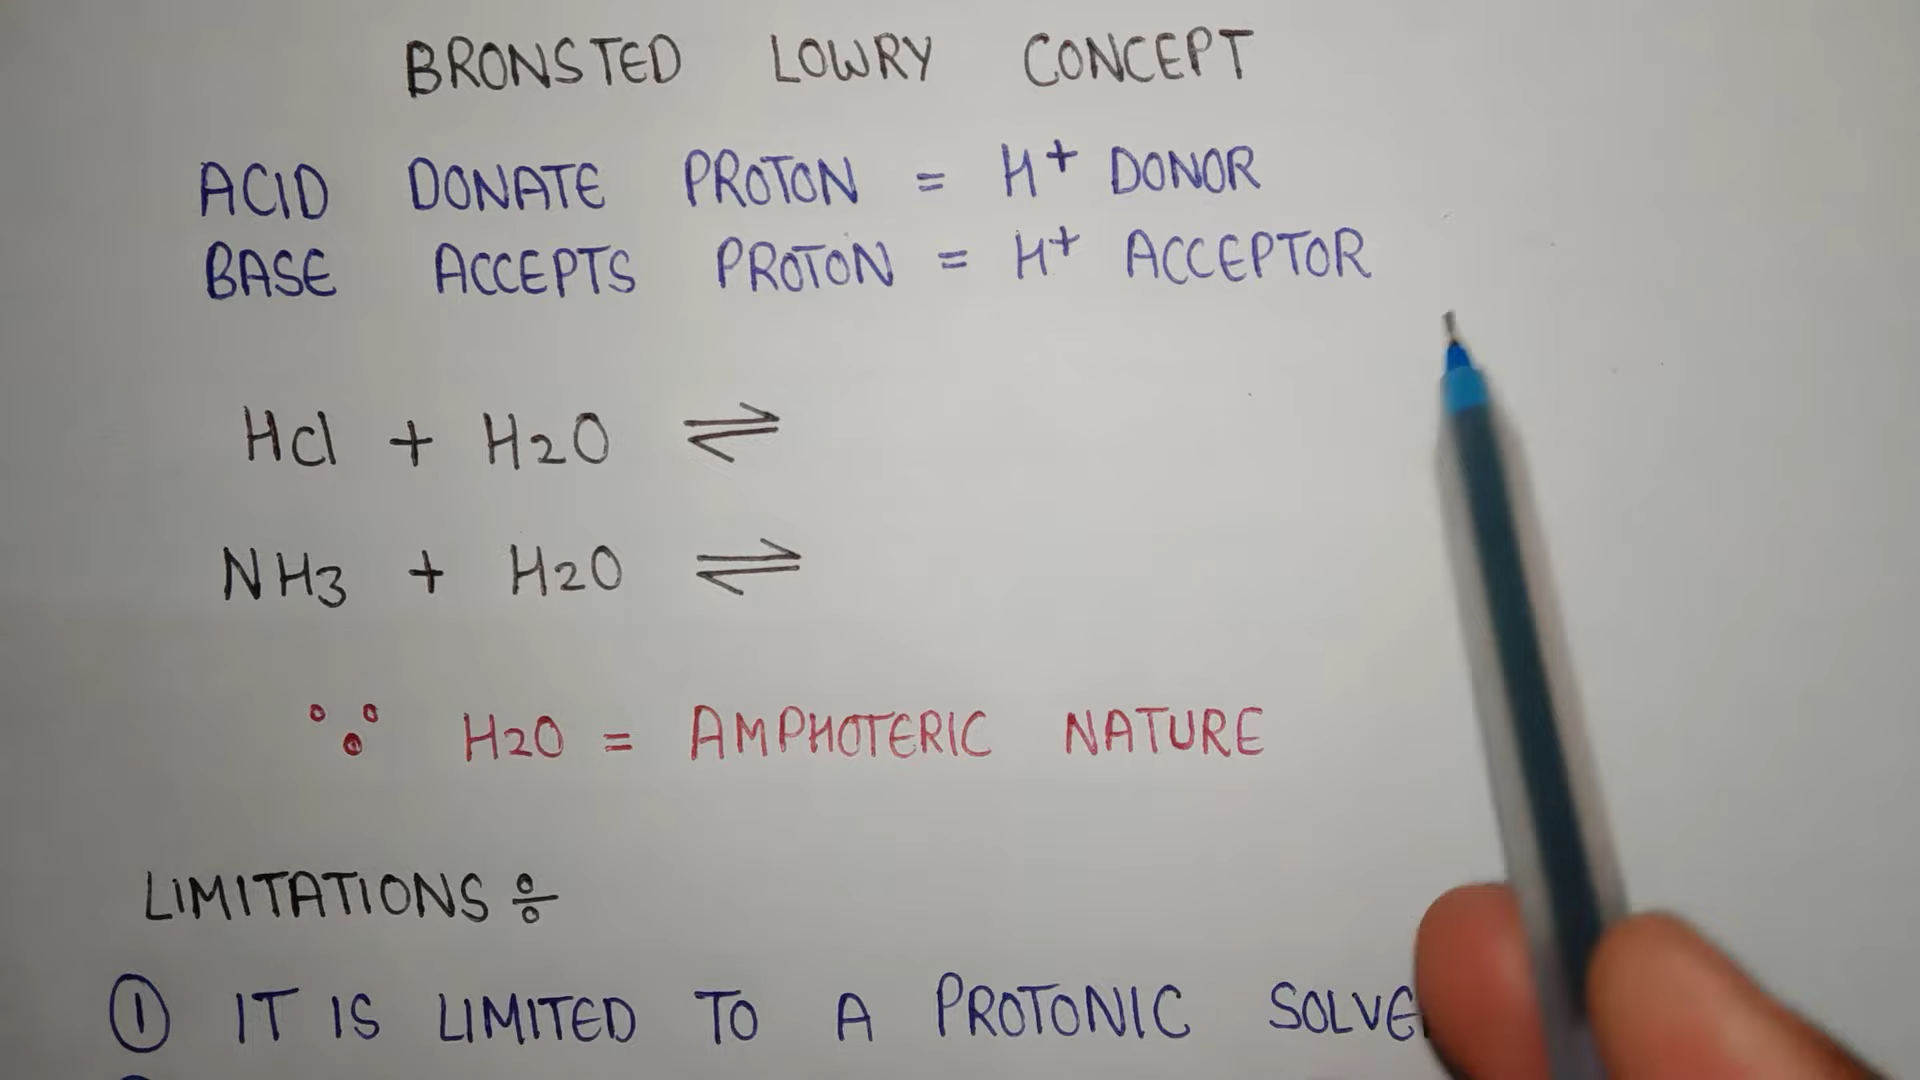 BRONSTED LOWRY CONCEPT
ACID DONATE PROTON = H+ DONOR
BASE ACCEPTS PROTON = H+ ACCEPTOR
HCl + H2O ⇌
NH3 + H2O ⇌
∵ H2O = AMPHOTERIC NATURE
LIMITATIONS ÷
① IT IS LIMITED TO A PROTONIC